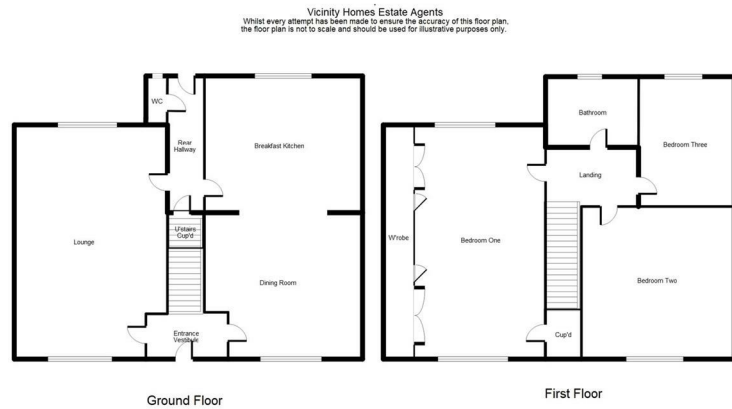 Vicinity Homes Estate Agents
Whilst every attempt has been made to ensure the accuracy of this floor plan,
the floor plan is not to scale and should be used for illustrative purposes only.
WC
Rear
Hallway
Breakfast Kitchen
U'stairs
Cup'd
Lounge
Dining Room
Entrance
Vestibule
Ground Floor
Bathroom
Bedroom Three
Landing
W'robe
Bedroom One
Bedroom Two
Cup'd
First Floor